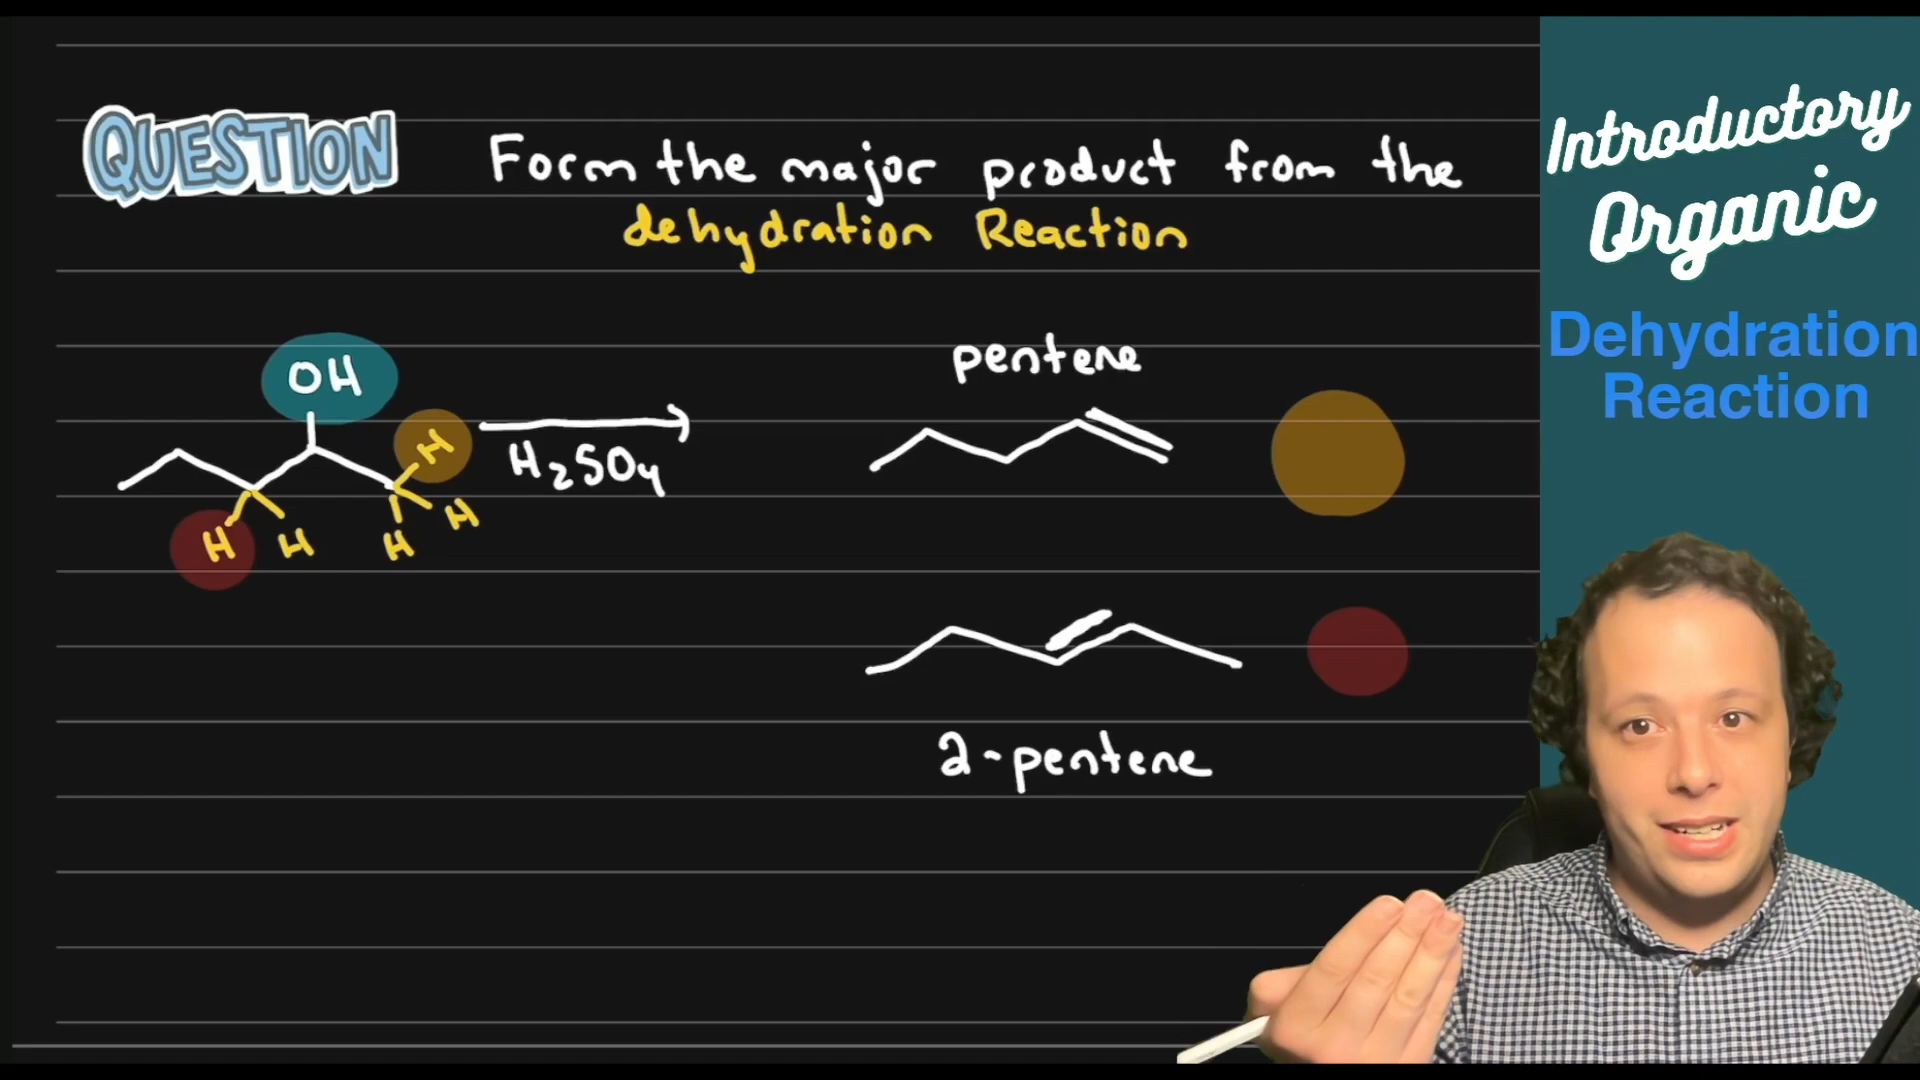 QUESTION
Form the major product from the
dehydration Reaction
OH
H
H
H
H
H
H₂SO₄
pentene
2-pentene
Introductory
Organic
Dehydration
Reaction